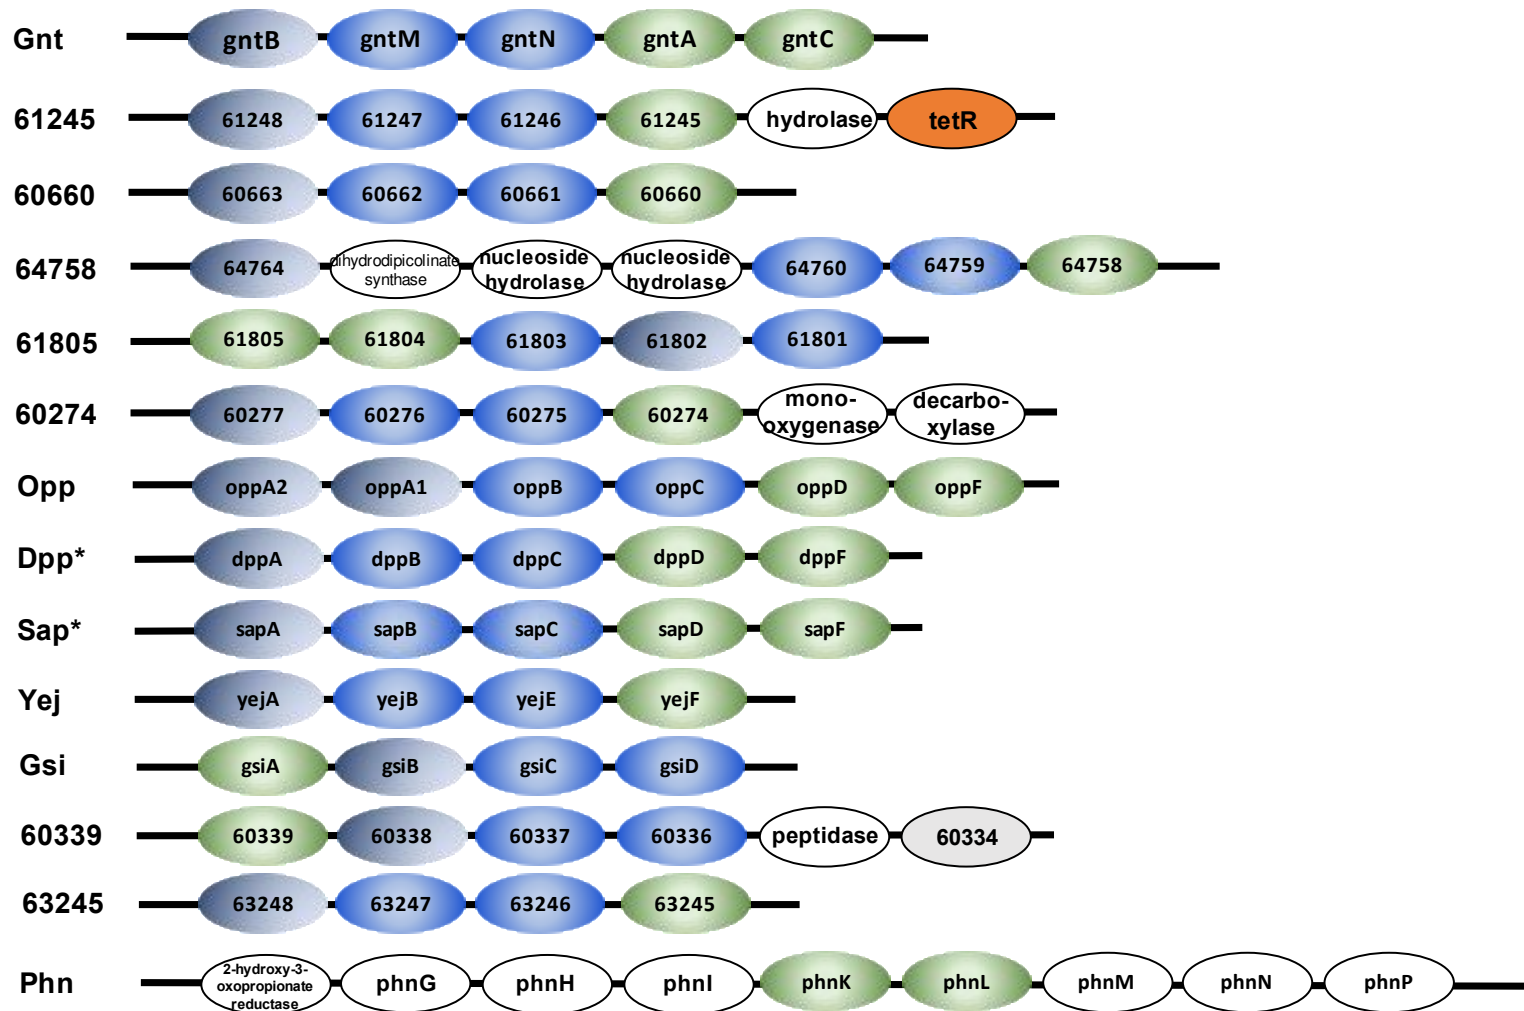 Gnt gntB gntM gntN gntA gntC
61245 61248 61247 61246 61245 hydrolase tetR
60660 60663 60662 60661 60660
64758 64764 dihydrodipicolinate synthase nucleoside hydrolase nucleoside hydrolase 64760 64759 64758
61805 61805 61804 61803 61802 61801
60274 60277 60276 60275 60274 mono-oxygenase decarbo-xylase
Opp oppA2 oppA1 oppB oppC oppD oppF
Dpp* dppA dppB dppC dppD dppF
Sap* sapA sapB sapC sapD sapF
Yej yejA yejB yejE yejF
Gsi gsiA gsiB gsiC gsiD
60339 60339 60338 60337 60336 peptidase 60334
63245 63248 63247 63246 63245
Phn 2-hydroxy-3-oxopropionate reductase phnG phnH phnI phnK phnL phnM phnN phnP